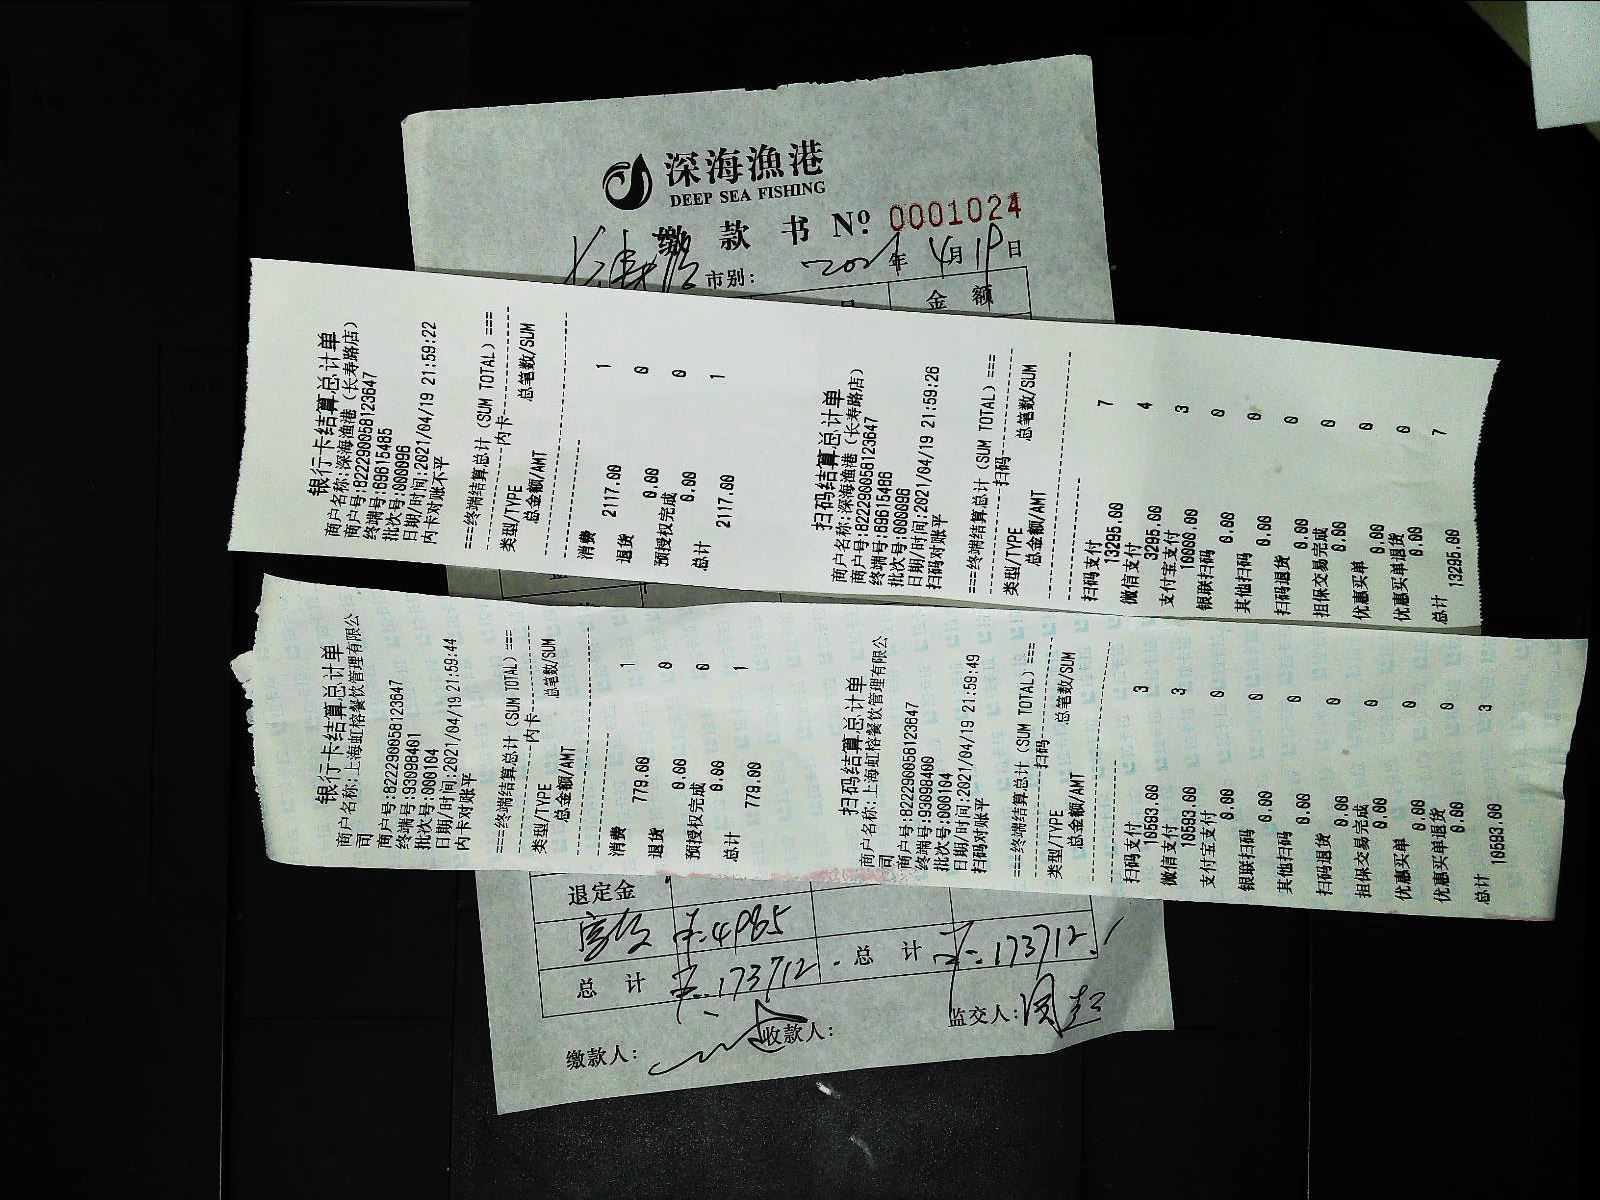 深海漁港
DEEP SEA FISHING
缴 款 书 Nº 0001024
市别： 2021年 4月19日
金 额
银行卡结算总计单
商户名称:深海渔港（长寿路店）
商户号:822290058123647
终端号:69615485
批次号:000096
日期/时间:2021/04/19 21:59:22
内卡对账不平
===终端结算总计（SUM TOTAL）===
内卡
类型/TYPE 总笔数/SUM
总金额/AMT
消费 1
2117.00
退货 0
0.00
预授权完成 0
0.00
总计 1
2117.00
扫码结算总计单
商户名称:深海渔港（长寿路店）
商户号:822290058123647
终端号:69615486
批次号:000096
日期/时间:2021/04/19 21:59:26
扫码对账平
===终端结算总计（SUM TOTAL）===
扫码
类型/TYPE 总笔数/SUM
总金额/AMT
扫码支付 7
13295.00
微信支付 4
3295.00
支付宝支付 3
10000.00
银联扫码 0
0.00
其他扫码 0
0.00
扫码退货 0
0.00
担保交易完成 0
0.00
优惠买单 0
0.00
优惠买单退货 0
0.00
总计 7
13295.00
银行卡结算总计单
商户名称:上海虹榕餐饮管理有限公
司
商户号:822290058123647
终端号:93098401
批次号:000104
日期/时间:2021/04/19 21:59:44
内卡对账平
===终端结算总计（SUM TOTAL）===
内卡
类型/TYPE 总笔数/SUM
总金额/AMT
消费 1
779.00
退货 0
0.00
预授权完成 0
0.00
总计 1
779.00
扫码结算总计单
商户名称:上海虹榕餐饮管理有限公
司
商户号:822290058123647
终端号:93098400
批次号:000104
日期/时间:2021/04/19 21:59:49
扫码对账平
===终端结算总计（SUM TOTAL）===
扫码
类型/TYPE 总笔数/SUM
总金额/AMT
扫码支付 3
10583.00
微信支付 3
10583.00
支付宝支付 0
0.00
银联扫码 0
0.00
其他扫码 0
0.00
扫码退货 0
0.00
担保交易完成 0
0.00
优惠买单 0
0.00
优惠买单退货 0
0.00
总计 3
10583.00
退定金
4985
总 计 173712 总 计 173712
缴款人： 收款人： 监交人：